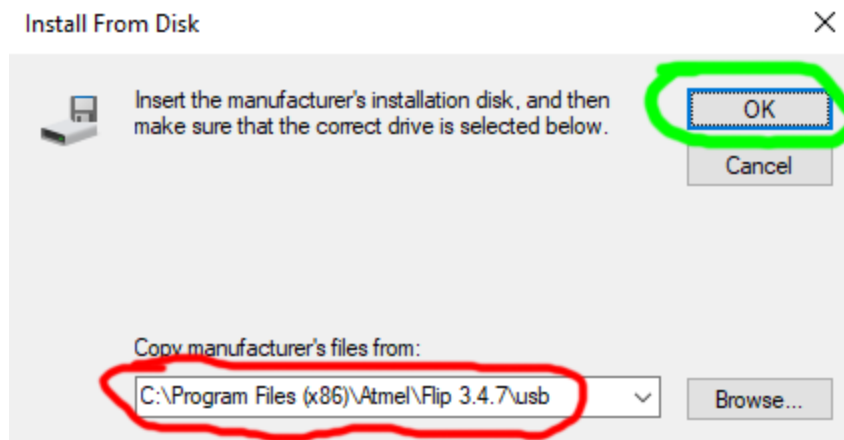 Install From Disk
Insert the manufacturer's installation disk, and then
make sure that the correct drive is selected below.
OK
Cancel
Copy manufacturer's files from:
C:\Program Files (x86)\Atmel\Flip 3.4.7\usb
Browse...